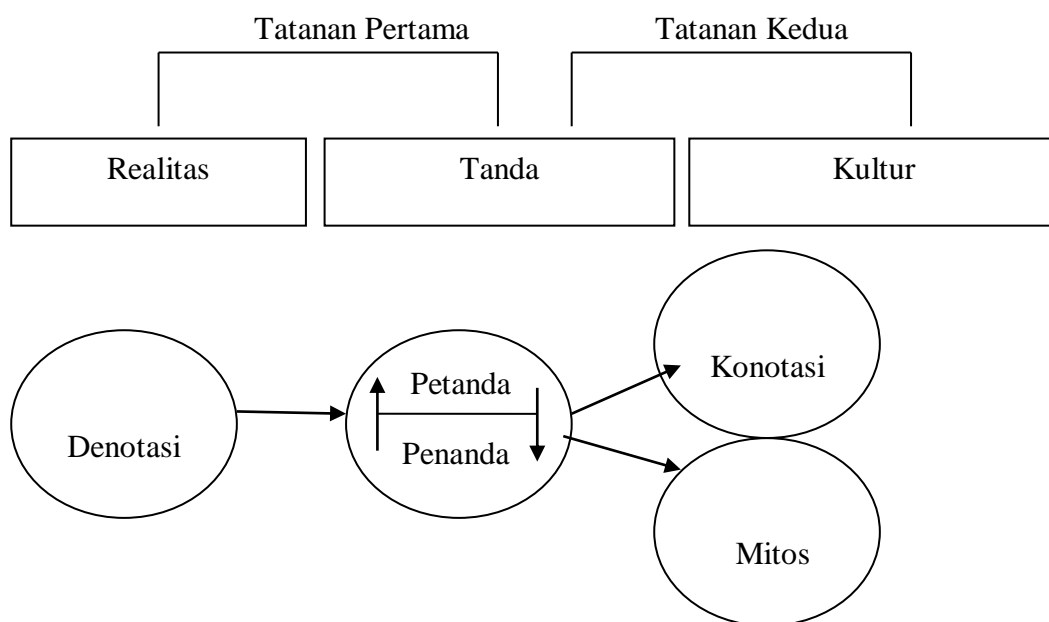 Tatanan Pertama Tatanan Kedua
Realitas Tanda Kultur
Konotasi
Petanda
Denotasi
Penanda
Mitos